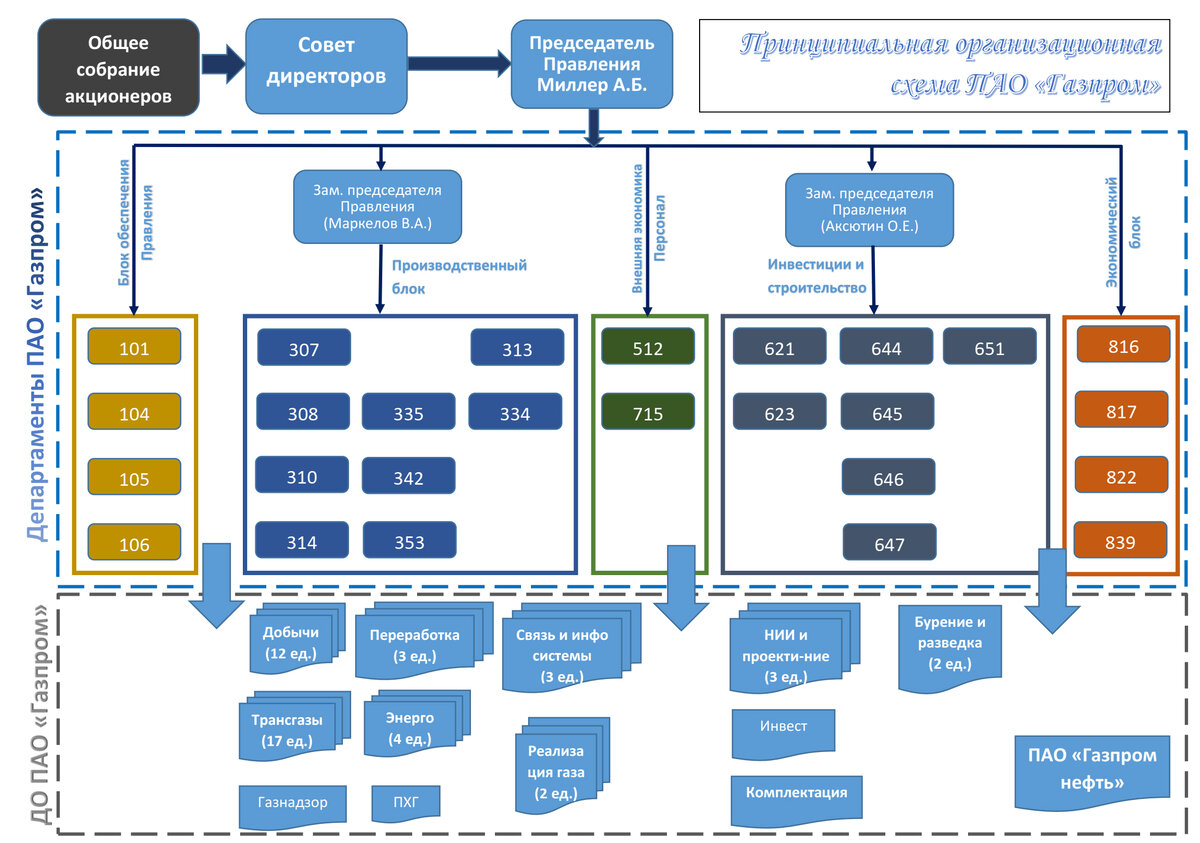 Общее
собрание
акционеров
Совет
директоров
Председатель
Правления
Миллер А.Б.
Принципиальная организационная
схема ПАО «Газпром»
Департаменты ПАО «Газпром»
Блок обеспечения
Правления
Зам. председателя
Правления
(Маркелов В.А.)
Производственный
блок
Внешняя экономика
Персонал
Зам. председателя
Правления
(Аксютин О.Е.)
Инвестиции и
строительство
Экономический
блок
101
104
105
106
307
313
308
335
334
310
342
314
353
512
715
621
644
651
623
645
646
647
816
817
822
839
ДО ПАО «Газпром»
Добычи
(12 ед.)
Переработка
(3 ед.)
Связь и инфо
системы
(3 ед.)
НИИ и
проекти-ние
(3 ед.)
Бурение и
разведка
(2 ед.)
Трансгазы
(17 ед.)
Энерго
(4 ед.)
Реализа
ция газа
(2 ед.)
Инвест
Газнадзор
ПХГ
Комплектация
ПАО «Газпром
нефть»